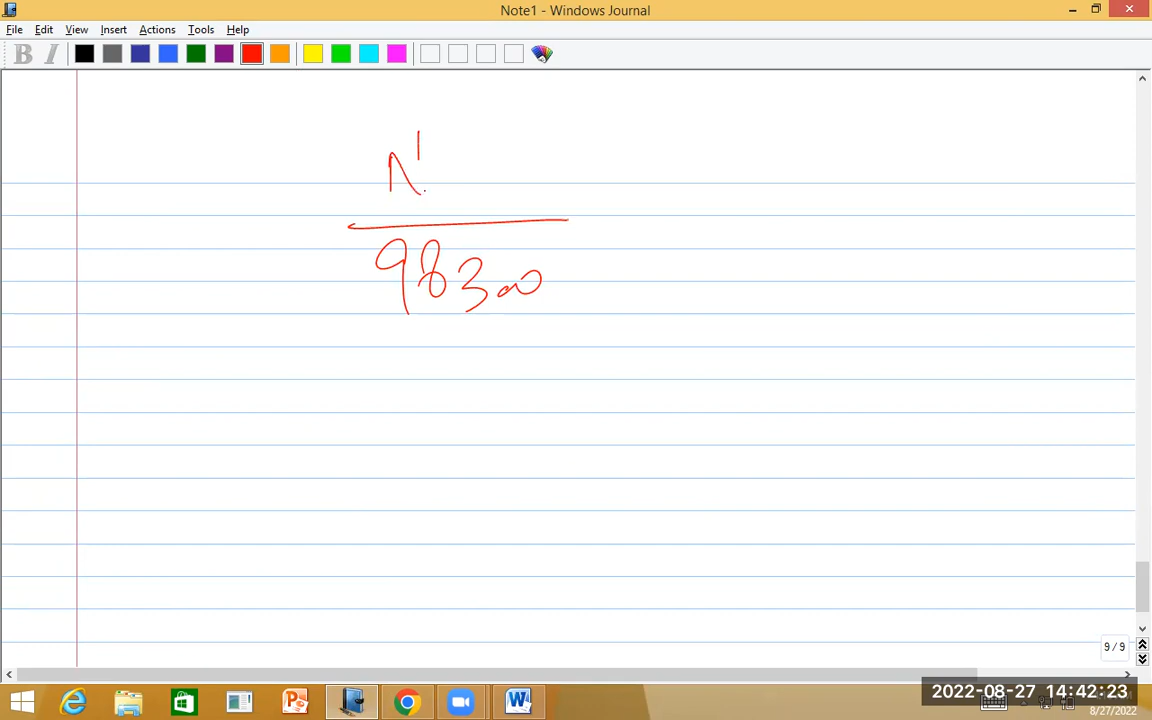 Note1 - Windows Journal
File Edit View Insert Actions Tools Help
B I
N'
98300
9/9
2022-08-27 14:42:23
8/27/2022